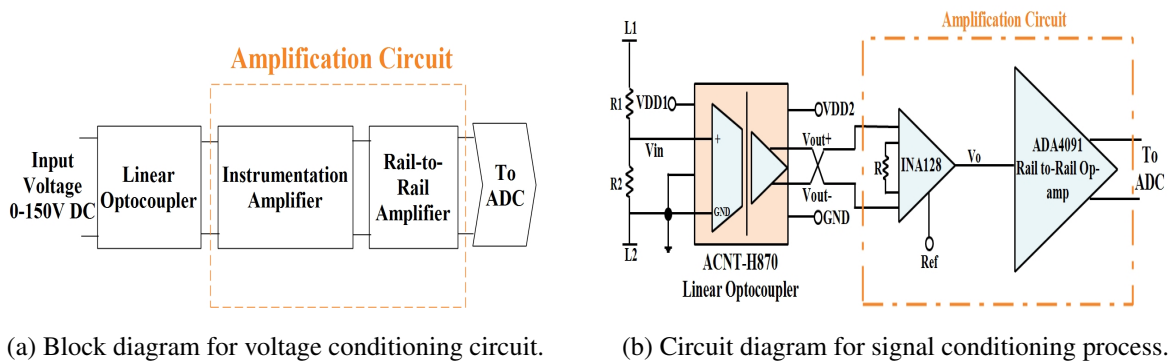 Amplification Circuit
Input
Voltage
0-150V DC
Linear
Optocoupler
Instrumentation
Amplifier
Rail-to-
Rail
Amplifier
To
ADC
(a) Block diagram for voltage conditioning circuit.
Amplification Circuit
L1
R1
VDD1
VDD2
+
Vin
Vout+
R2
Vout-
GND
GND
L2
ACNT-H870
Linear Optocoupler
R
INA128
Ref
Vo
ADA4091
Rail to-Rail Op-
amp
To
ADC
(b) Circuit diagram for signal conditioning process.